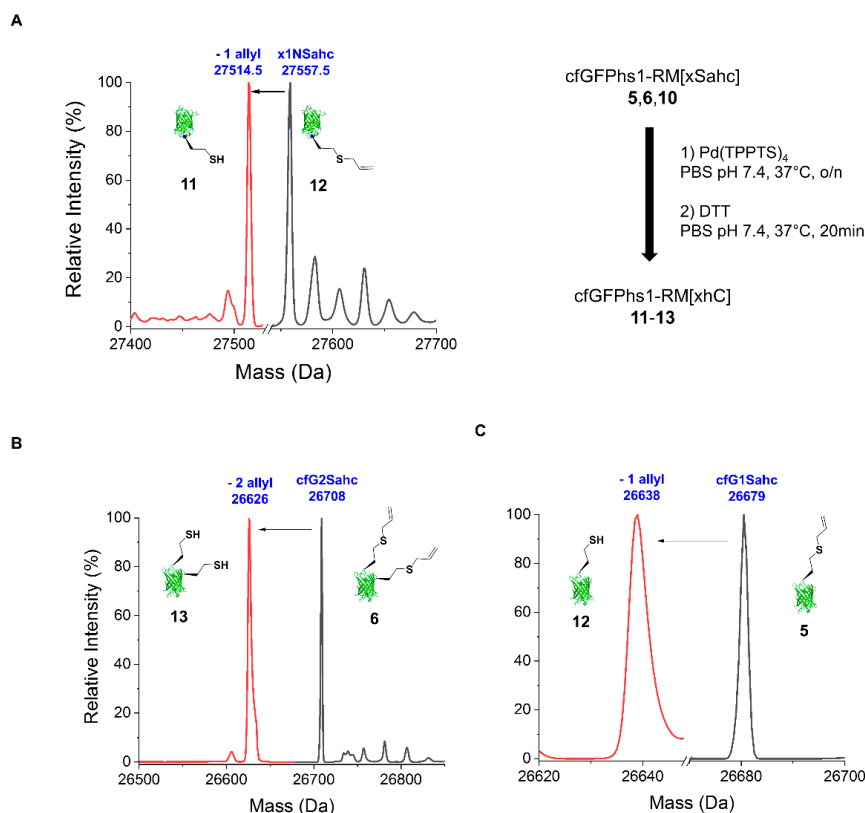 A
- 1 allyl x1NSahc
27514.5 27557.5
100
80
60
40
20
0
Relative Intensity (%)
SH
11
S
12
27400 27500 27600 27700
Mass (Da)
cfGFPhs1-RM[xSahc]
5,6,10
1) Pd(TPPTS)4
PBS pH 7.4, 37°C, o/n
2) DTT
PBS pH 7.4, 37°C, 20min
cfGFPhs1-RM[xhC]
11-13
B
- 2 allyl cfG2Sahc
26626 26708
100
80
60
40
20
0
Relative Intensity (%)
SH
SH
13
S
S
6
26500 26600 26700 26800
Mass (Da)
C
- 1 allyl cfG1Sahc
26638 26679
100
80
60
40
20
0
SH
12
S
5
26620 26640 26680 26700
Mass (Da)